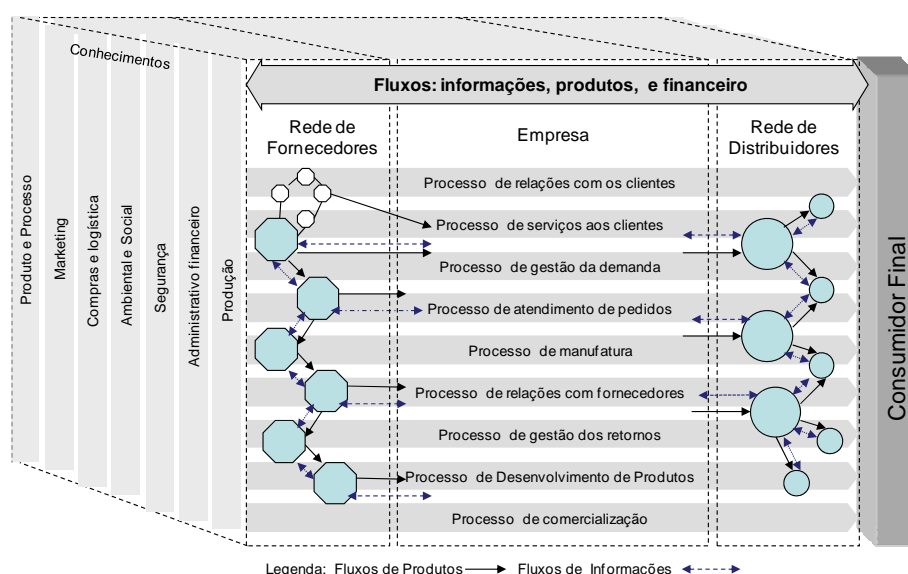 Conhecimentos
Produto e Processo
Marketing
Compras e logística
Ambiental e Social
Segurança
Administrativo financeiro
Produção
Fluxos: informações, produtos, e financeiro
Rede de
Fornecedores
Empresa
Rede de
Distribuidores
Processo de relações com os clientes
Processo de serviços aos clientes
Processo de gestão da demanda
Processo de atendimento de pedidos
Processo de manufatura
Processo de relações com fornecedores
Processo de gestão dos retornos
Processo de Desenvolvimento de Produtos
Processo de comercialização
Consumidor Final
Legenda: Fluxos de Produtos Fluxos de Informações